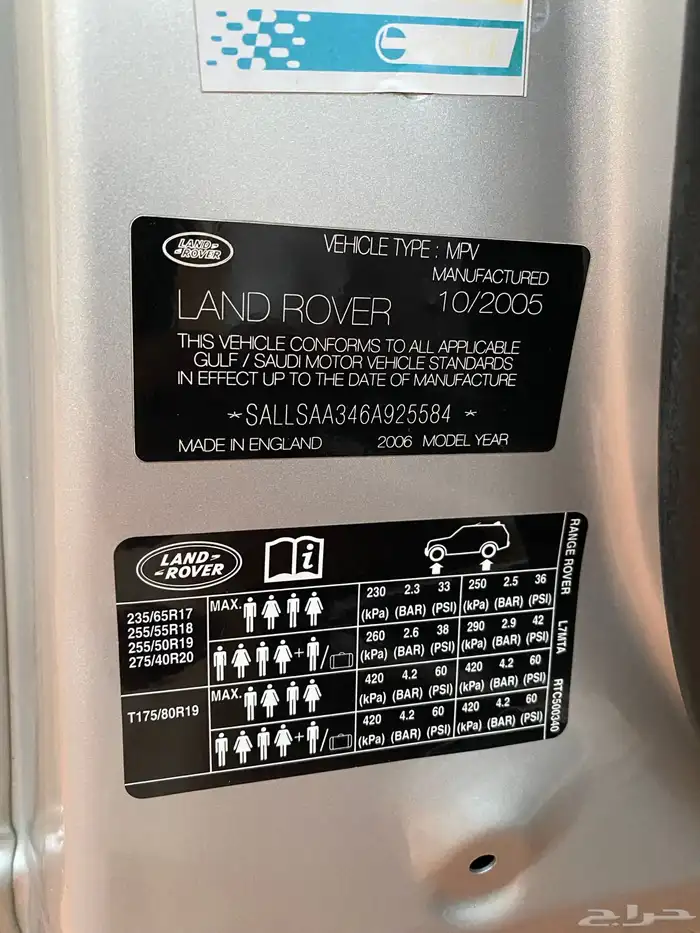 LAND ROVER
VEHICLE TYPE : MPV
MANUFACTURED
LAND ROVER 10/2005
THIS VEHICLE CONFORMS TO ALL APPLICABLE
GULF / SAUDI MOTOR VEHICLE STANDARDS
IN EFFECT UP TO THE DATE OF MANUFACTURE
*SALLSAA346A925584*
MADE IN ENGLAND 2006 MODEL YEAR
LAND ROVER
i
235/65R17
255/55R18
255/50R19
275/40R20
MAX.
230 2.3 33 250 2.5 36
(kPa) (BAR) (PSI) (kPa) (BAR) (PSI)
+ /
260 2.6 38 290 2.9 42
(kPa) (BAR) (PSI) (kPa) (BAR) (PSI)
T175/80R19
MAX.
420 4.2 60 420 4.2 60
(kPa) (BAR) (PSI) (kPa) (BAR) (PSI)
+ /
420 4.2 60 420 4.2 60
(kPa) (BAR) (PSI) (kPa) (BAR) (PSI)
RANGE ROVER L7MTA RTC500340
حراج